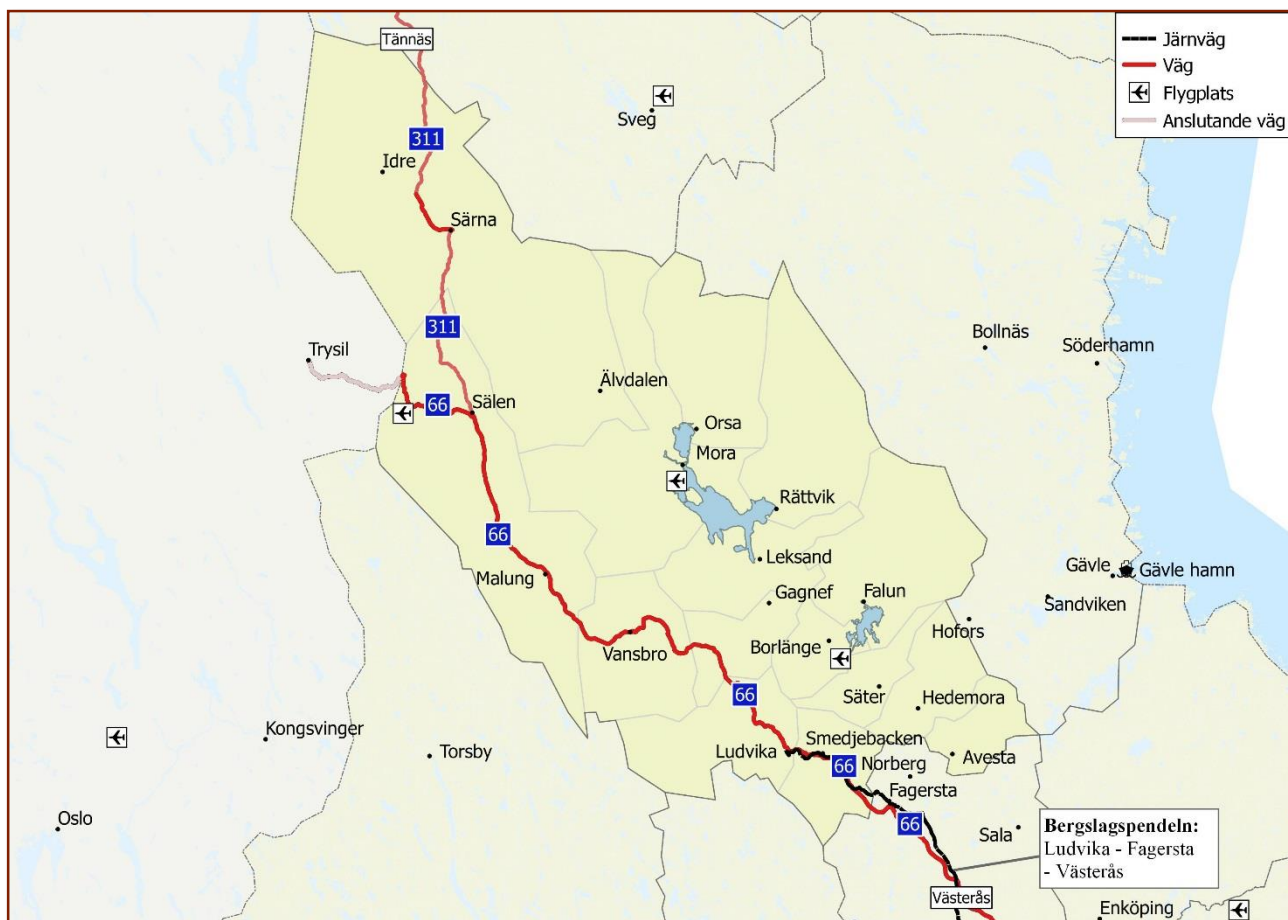 Tännäs
Järnväg
Väg
Flygplats
Anslutande väg
Sveg
311
Idre
Särna
311
Trysil
Bollnäs
Söderhamn
Älvdalen
66
Sälen
Orsa
Mora
Rättvik
66
Leksand
Malung
Gävle
Gävle hamn
Gagnef
Falun
Sandviken
Hofors
Vansbro
Borlänge
66
Säter
Hedemora
Kongsvinger
Torsby
Ludvika
Smedjebacken
66
Norberg
Avesta
Fagersta
Oslo
66
Sala
Bergslagspendeln:
Ludvika - Fagersta
- Västerås
Västerås
Enköping